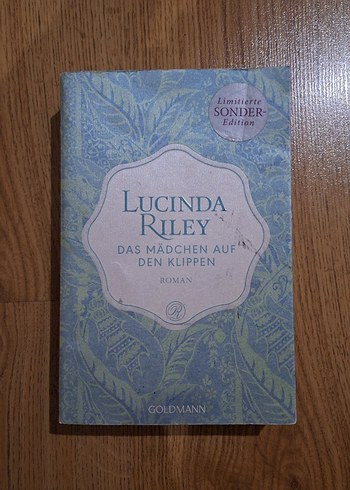 Limitierte
SONDER-
Edition
LUCINDA
RILEY
DAS MÄDCHEN AUF
DEN KLIPPEN
ROMAN
R
GOLDMANN